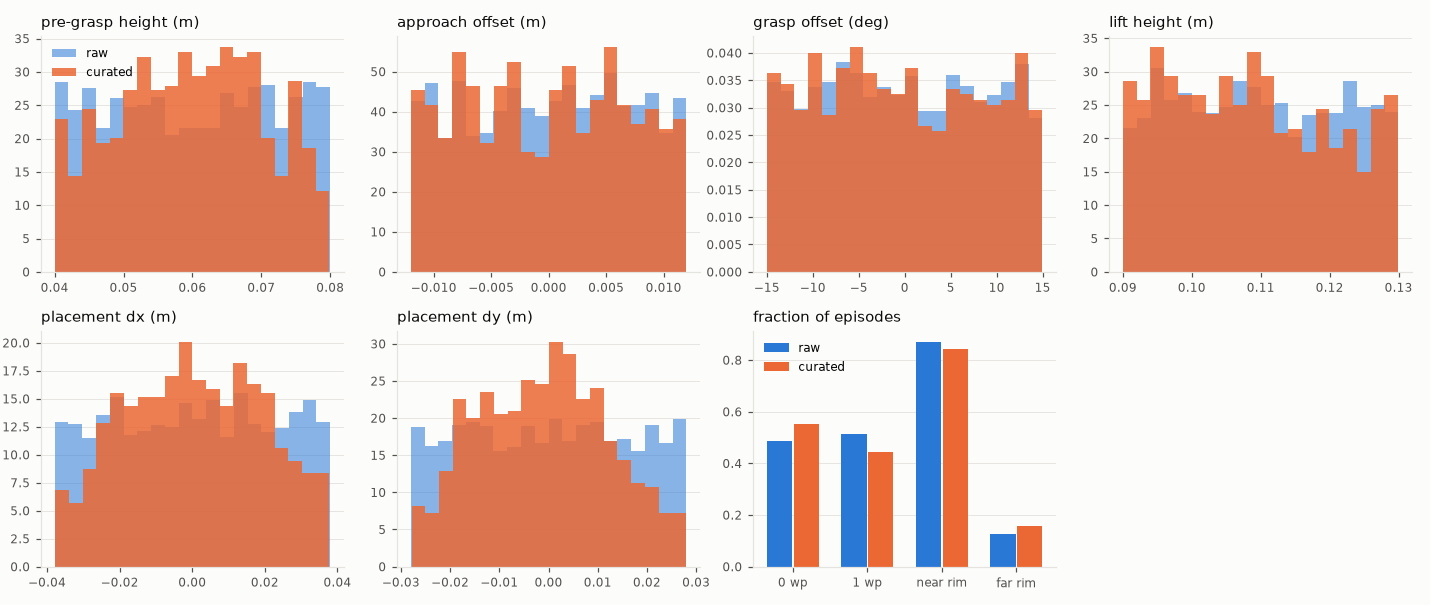 pre-grasp height (m)
35
30
25
20
15
10
5
0
raw
curated
0.04 0.05 0.06 0.07 0.08
approach offset (m)
50
40
30
20
10
0
−0.010 −0.005 0.000 0.005 0.010
grasp offset (deg)
0.040
0.035
0.030
0.025
0.020
0.015
0.010
0.005
0.000
−15 −10 −5 0 5 10 15
lift height (m)
35
30
25
20
15
10
5
0
0.09 0.10 0.11 0.12 0.13
placement dx (m)
20.0
17.5
15.0
12.5
10.0
7.5
5.0
2.5
0.0
−0.04 −0.02 0.00 0.02 0.04
placement dy (m)
30
25
20
15
10
5
0
−0.03 −0.02 −0.01 0.00 0.01 0.02 0.03
fraction of episodes
0.8
0.6
0.4
0.2
0.0
raw
curated
0 wp 1 wp near rim far rim